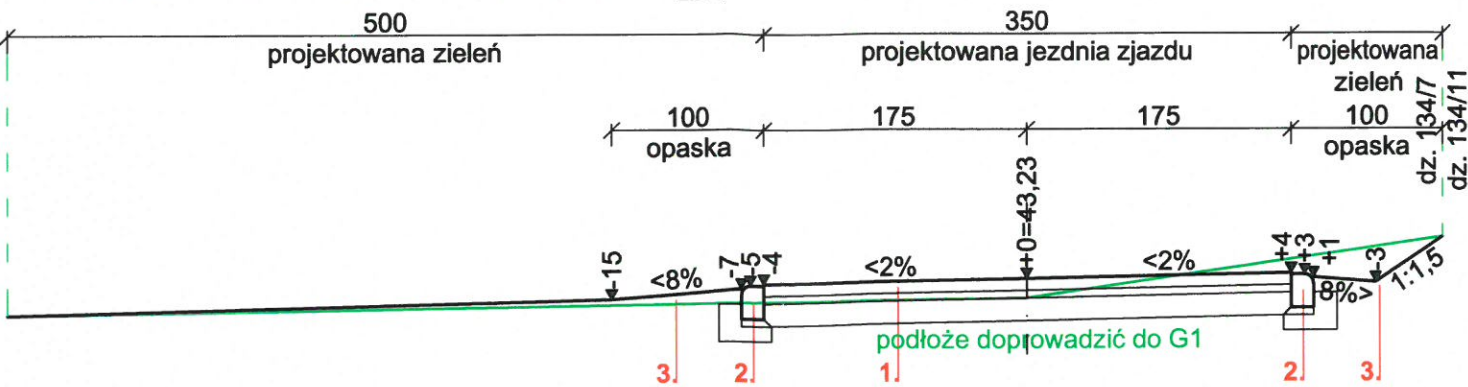 500
350
projektowana zieleń
projektowana jezdnia zjazdu
projektowana
zieleń
100
175
175
100
opaska
opaska
dz. 134/7
dz. 134/11
+0=43,23
-15
<8%
-7
-5
-4
<2%
<2%
+4
+3
+1
-3
8%>
1:1,5
podłoże doprowadzić do G1
3.
2.
1.
2.
3.